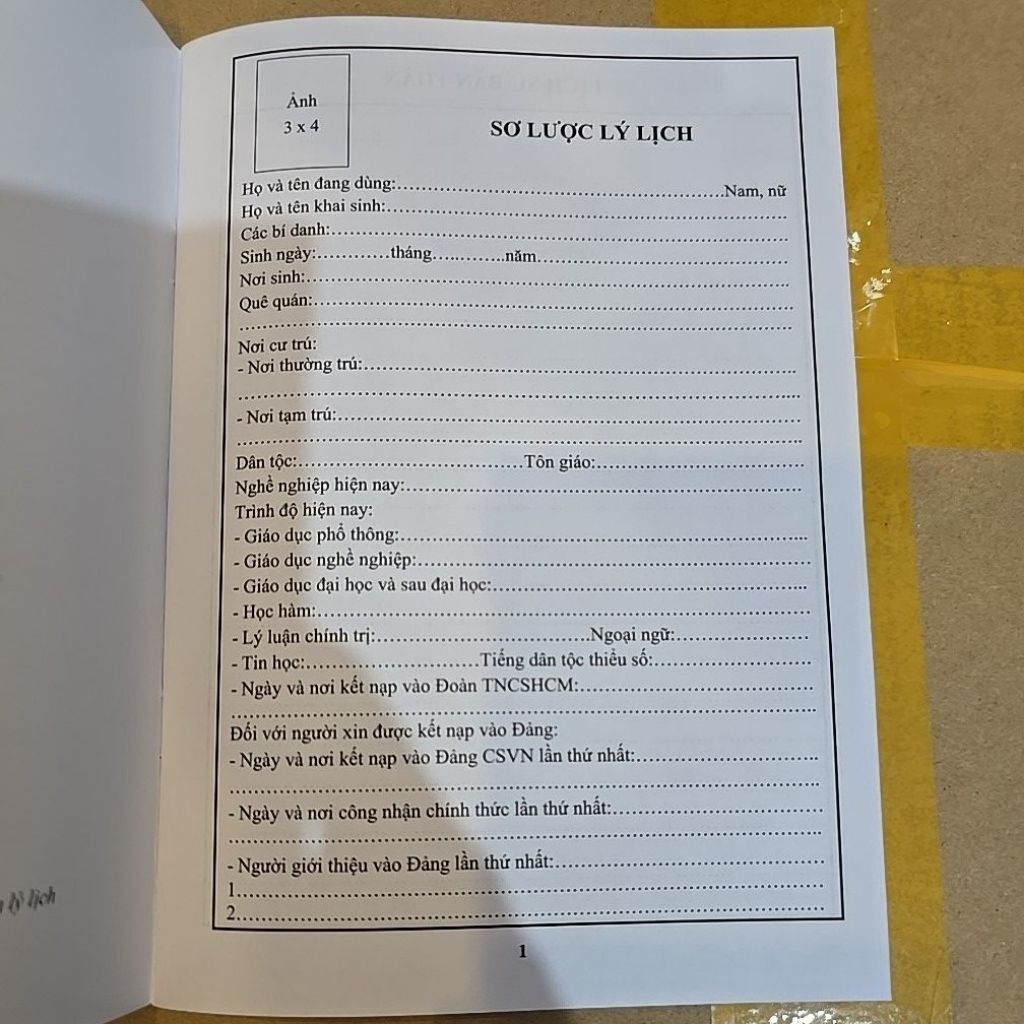 Ảnh
3 x 4
SƠ LƯỢC LÝ LỊCH
Họ và tên đang dùng:........................................Nam, nữ
Họ và tên khai sinh:........................................
Các bí danh:........................................
Sinh ngày:............tháng............năm........................................
Nơi sinh:........................................
Quê quán:........................................
........................................
Nơi cư trú:
- Nơi thường trú:........................................
........................................
- Nơi tạm trú:........................................
........................................
Dân tộc:........................................Tôn giáo:........................................
Nghề nghiệp hiện nay:........................................
Trình độ hiện nay:
- Giáo dục phổ thông:........................................
- Giáo dục nghề nghiệp:........................................
- Giáo dục đại học và sau đại học:........................................
- Học hàm:........................................
- Lý luận chính trị:........................................Ngoại ngữ:........................
- Tin học:..............................Tiếng dân tộc thiểu số:..............................
- Ngày và nơi kết nạp vào Đoàn TNCSHCM:........................................
........................................
Đối với người xin được kết nạp vào Đảng:
- Ngày và nơi kết nạp vào Đảng CSVN lần thứ nhất:..............................
........................................
- Ngày và nơi công nhận chính thức lần thứ nhất:........................................
........................................
- Người giới thiệu vào Đảng lần thứ nhất:........................................
1........................................
2........................................
1
lý lịch